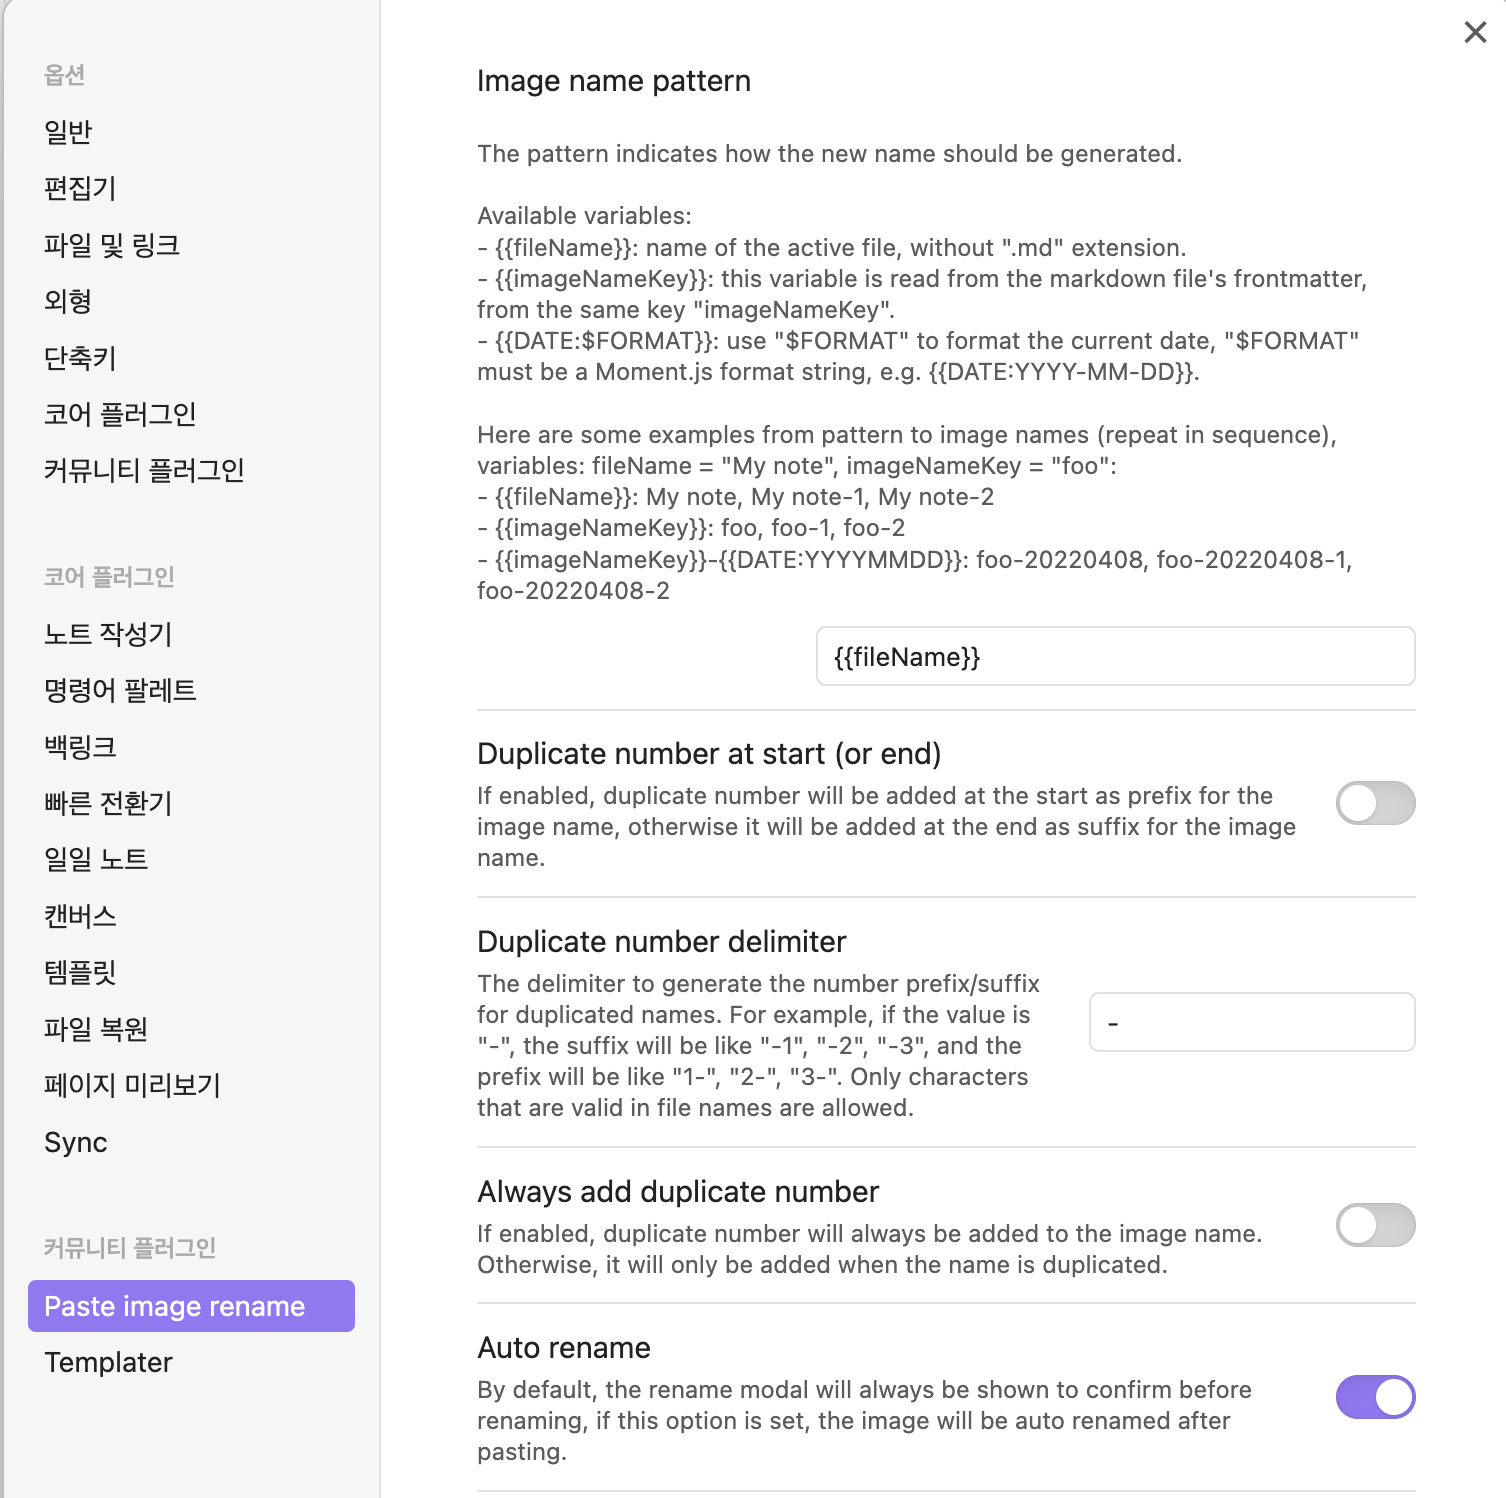 옵션
일반
편집기
파일 및 링크
외형
단축키
코어 플러그인
커뮤니티 플러그인
코어 플러그인
노트 작성기
명령어 팔레트
백링크
빠른 전환기
일일 노트
캔버스
템플릿
파일 복원
페이지 미리보기
Sync
커뮤니티 플러그인
Paste image rename
Templater
Image name pattern
The pattern indicates how the new name should be generated.
Available variables:
- {{fileName}}: name of the active file, without ".md" extension.
- {{imageNameKey}}: this variable is read from the markdown file's frontmatter,
from the same key "imageNameKey".
- {{DATE:$FORMAT}}: use "$FORMAT" to format the current date, "$FORMAT"
must be a Moment.js format string, e.g. {{DATE:YYYY-MM-DD}}.
Here are some examples from pattern to image names (repeat in sequence),
variables: fileName = "My note", imageNameKey = "foo":
- {{fileName}}: My note, My note-1, My note-2
- {{imageNameKey}}: foo, foo-1, foo-2
- {{imageNameKey}}-{{DATE:YYYYMMDD}}: foo-20220408, foo-20220408-1,
foo-20220408-2
{{fileName}}
Duplicate number at start (or end)
If enabled, duplicate number will be added at the start as prefix for the
image name, otherwise it will be added at the end as suffix for the image
name.
Duplicate number delimiter
The delimiter to generate the number prefix/suffix
for duplicated names. For example, if the value is
"-", the suffix will be like "-1", "-2", "-3", and the
prefix will be like "1-", "2-", "3-". Only characters
that are valid in file names are allowed.
-
Always add duplicate number
If enabled, duplicate number will always be added to the image name.
Otherwise, it will only be added when the name is duplicated.
Auto rename
By default, the rename modal will always be shown to confirm before
renaming, if this option is set, the image will be auto renamed after
pasting.